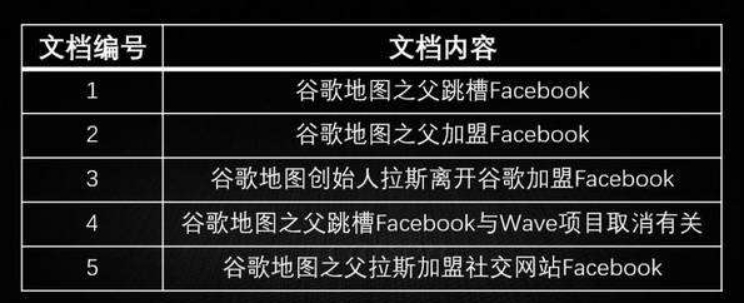 文档编号 文档内容
1 谷歌地图之父跳槽Facebook
2 谷歌地图之父加盟Facebook
3 谷歌地图创始人拉斯离开谷歌加盟Facebook
4 谷歌地图之父跳槽Facebook与Wave项目取消有关
5 谷歌地图之父拉斯加盟社交网站Facebook